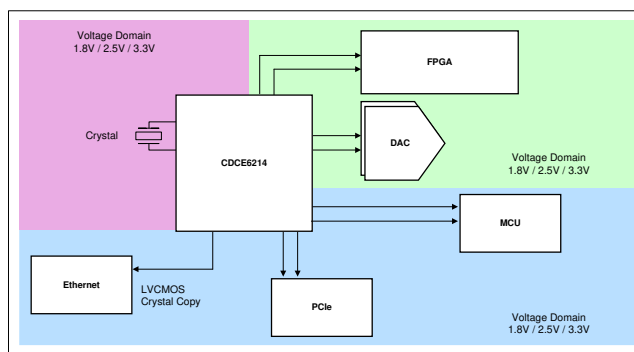 Voltage Domain
1.8V / 2.5V / 3.3V
FPGA
Crystal
CDCE6214
DAC
Voltage Domain
1.8V / 2.5V / 3.3V
MCU
Ethernet
LVCMOS
Crystal Copy
PCIe
Voltage Domain
1.8V / 2.5V / 3.3V